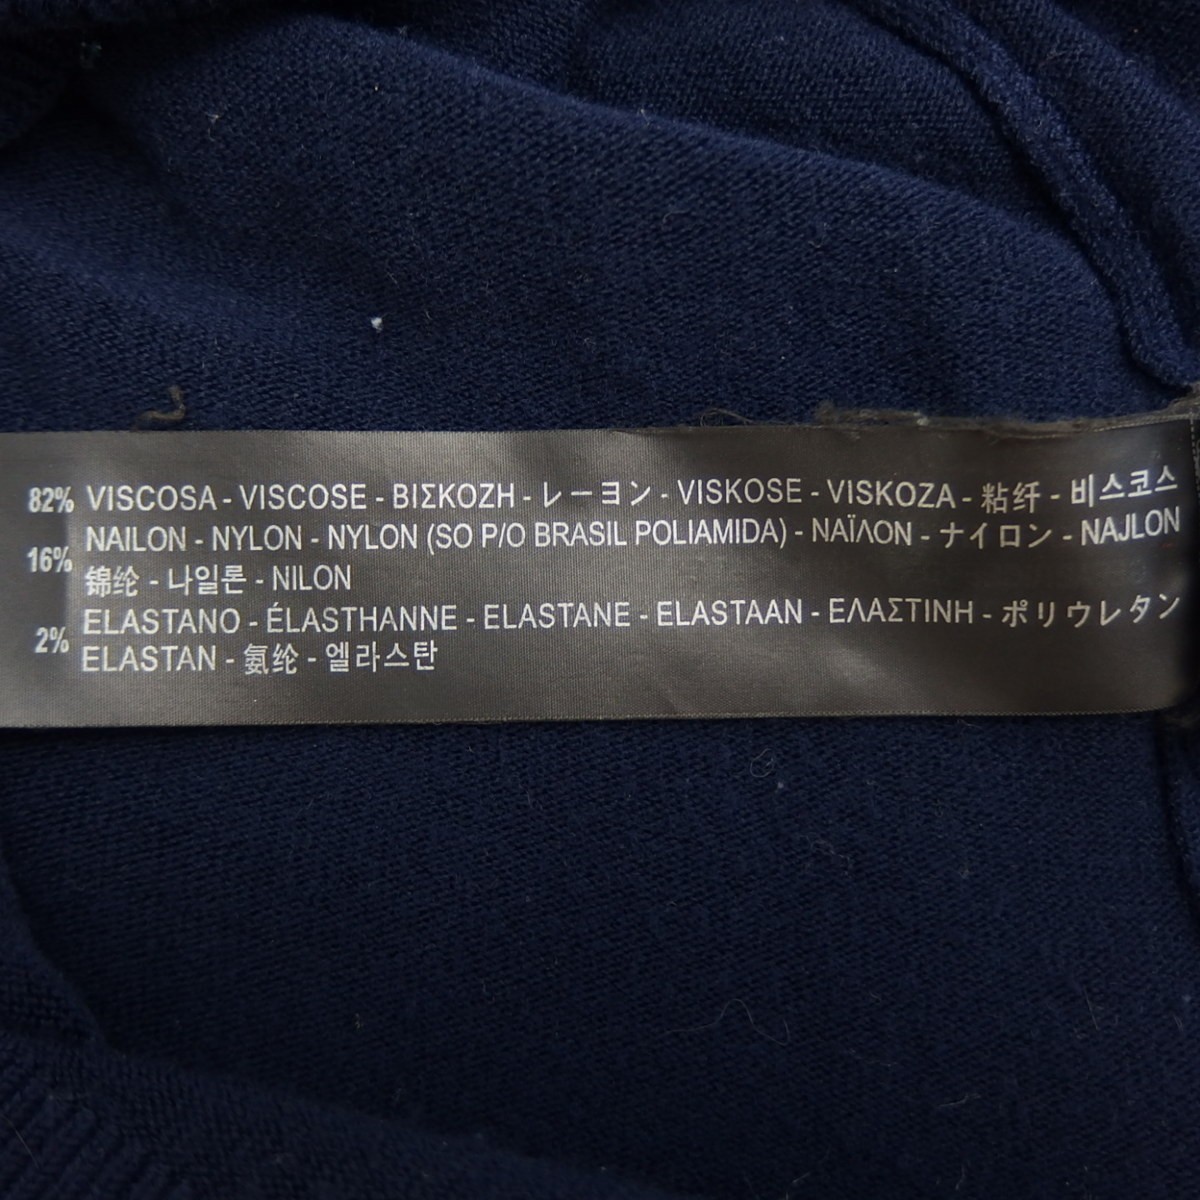 82% VISCOSA - VISCOSE - ΒΙΣΚΟΖΗ - レーヨン - VISKOSE - VISKOZA - 粘纤 - 비스코스
16% NAILON - NYLON - NYLON (SO P/O BRASIL POLIAMIDA) - ΝΑΪΛΟΝ - ナイロン - NAJLON
锦纶 - 나일론 - NILON
2% ELASTANO - ÉLASTHANNE - ELASTANE - ELASTAAN - ΕΛΑΣΤΙΝΗ - ポリウレタン
ELASTAN - 氨纶 - 엘라스탄